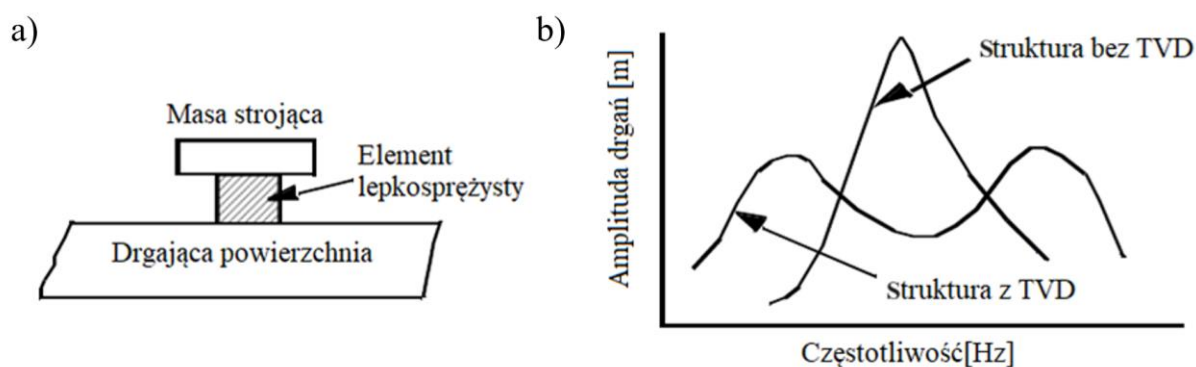 a)
Masa strojąca
Element
lepkosprężysty
Drgająca powierzchnia
b)
Amplituda drgań [m]
Struktura bez TVD
Struktura z TVD
Częstotliwość[Hz]